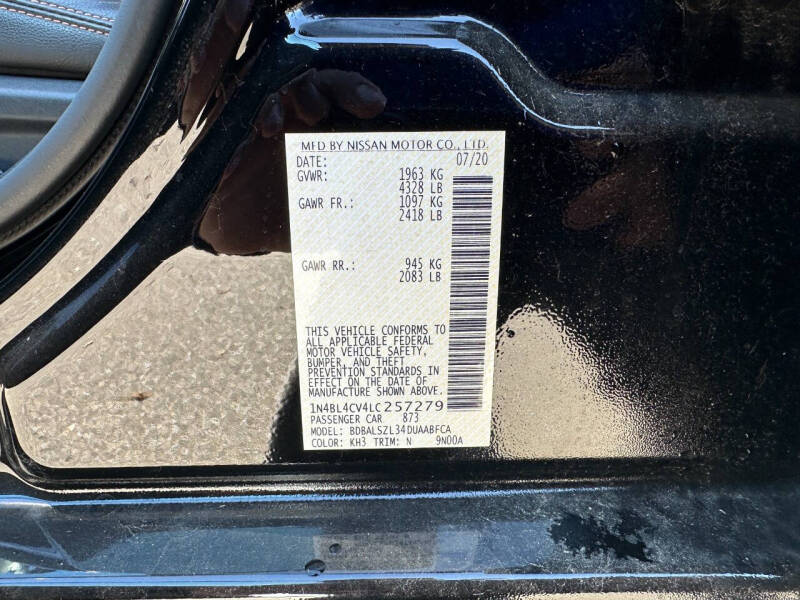 MFD BY NISSAN MOTOR CO., LTD.
DATE: 07/20
GVWR: 1963 KG
4328 LB
GAWR FR.: 1097 KG
2418 LB
GAWR RR.: 945 KG
2083 LB
THIS VEHICLE CONFORMS TO
ALL APPLICABLE FEDERAL
MOTOR VEHICLE SAFETY,
BUMPER, AND THEFT
PREVENTION STANDARDS IN
EFFECT ON THE DATE OF
MANUFACTURE SHOWN ABOVE.
1N4BL4CV4LC257279
PASSENGER CAR 873
MODEL: BDBALSZL34DUAABFCA
COLOR: KH3 TRIM: N 9N00A